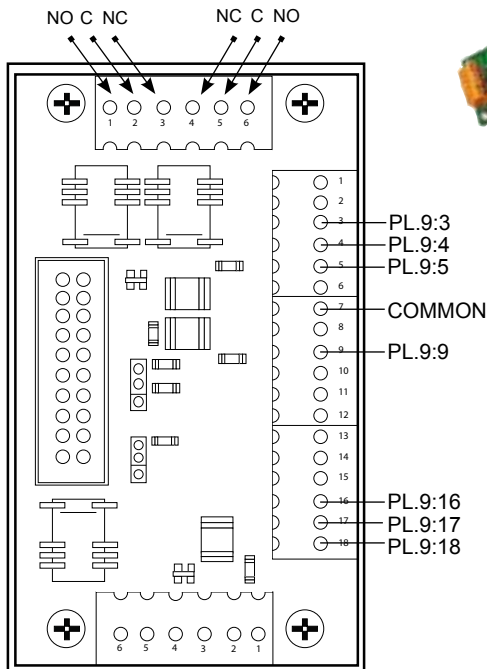 NO C NC NC C NO
1 2 3 4 5 6
1
2
3 PL.9:3
4 PL.9:4
5 PL.9:5
6
7 COMMON
8
9 PL.9:9
10
11
12
13
14
15
16 PL.9:16
17 PL.9:17
18 PL.9:18
6 5 4 3 2 1